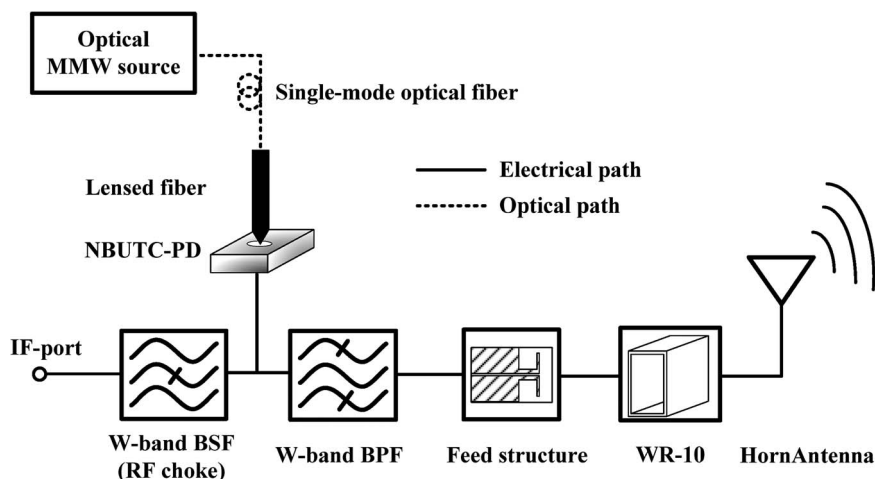 Optical
MMW source
Single-mode optical fiber
Lensed fiber
Electrical path
Optical path
NBUTC-PD
IF-port
W-band BSF
(RF choke)
W-band BPF
Feed structure
WR-10
HornAntenna